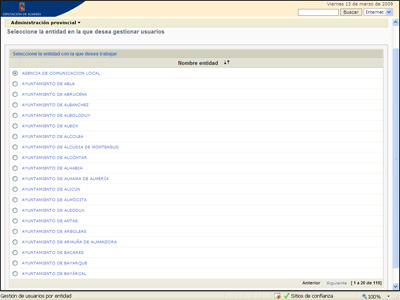 DIPUTACIÓN DE ALMERÍA
Viernes 13 de marzo de 2009
Buscar Internet
Administración provincial
Seleccione la entidad en la que desea gestionar usuarios
Seleccione la entidad con la que desea trabajar
Nombre entidad
AGENCIA DE COMUNICACION LOCAL
AYUNTAMIENTO DE ABLA
AYUNTAMIENTO DE ABRUCENA
AYUNTAMIENTO DE ALBANCHEZ
AYUNTAMIENTO DE ALBOLODUY
AYUNTAMIENTO DE ALBOX
AYUNTAMIENTO DE ALCOLEA
AYUNTAMIENTO DE ALCUDIA DE MONTEAGUD
AYUNTAMIENTO DE ALCÓNTAR
AYUNTAMIENTO DE ALHABIA
AYUNTAMIENTO DE ALHAMA DE ALMERÍA
AYUNTAMIENTO DE ALICÚN
AYUNTAMIENTO DE ALMÓCITA
AYUNTAMIENTO DE ALSODUX
AYUNTAMIENTO DE ANTAS
AYUNTAMIENTO DE ARBOLEAS
AYUNTAMIENTO DE ARMUÑA DE ALMANZORA
AYUNTAMIENTO DE BACARES
AYUNTAMIENTO DE BAYARQUE
AYUNTAMIENTO DE BAYÁRCAL
Anterior Siguiente [ 1 a 20 de 118]
Gestión de usuarios por entidad Sitios de confianza 100%